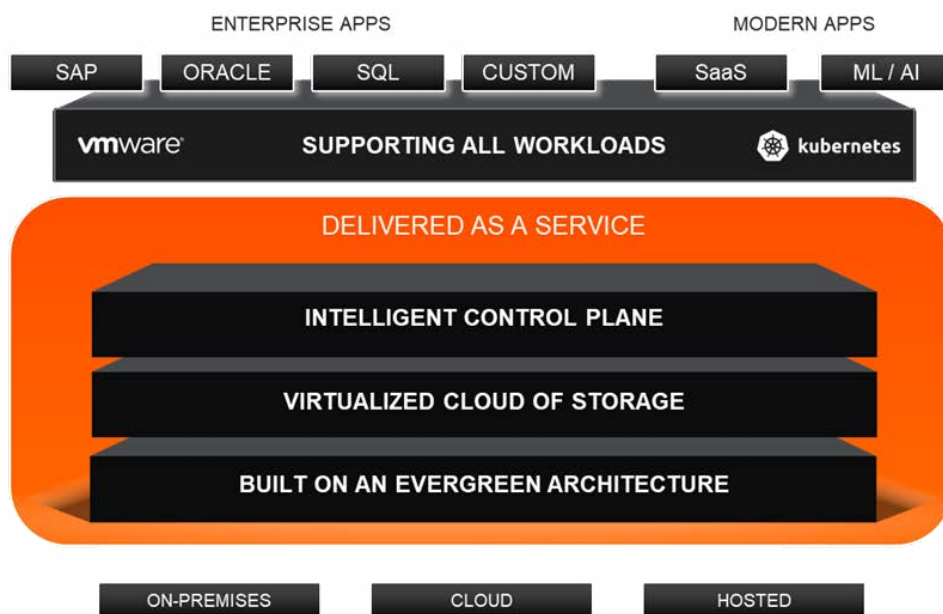 ENTERPRISE APPS MODERN APPS
SAP ORACLE SQL CUSTOM SaaS ML / AI
vmware® SUPPORTING ALL WORKLOADS kubernetes
DELIVERED AS A SERVICE
INTELLIGENT CONTROL PLANE
VIRTUALIZED CLOUD OF STORAGE
BUILT ON AN EVERGREEN ARCHITECTURE
ON-PREMISES CLOUD HOSTED